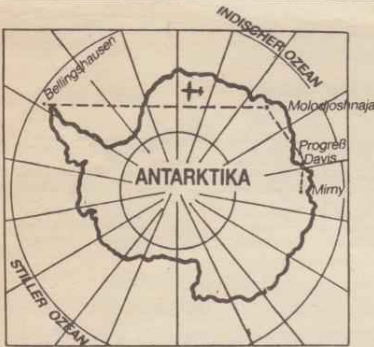 INDISCHER OZEAN
Bellingshausen
Molodjoshnaja
Progreß
Davis
ANTARKTIKA
Mirny
STILLER OZEAN